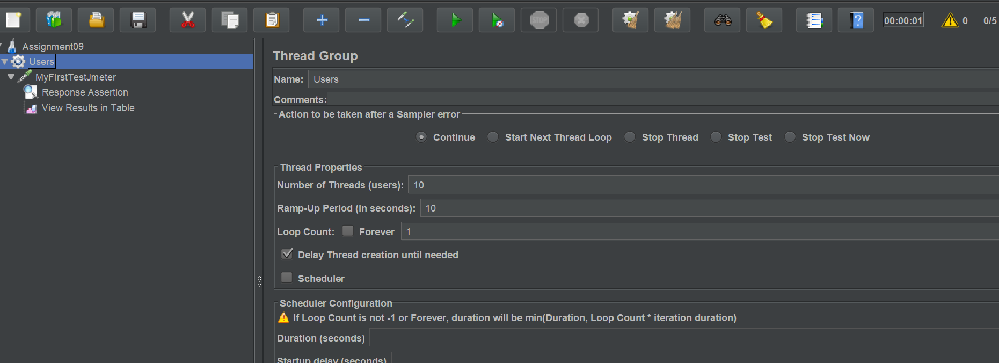 STOP
00:00:01 0 0/5
Assignment09
Users
MyFIrstTestJmeter
Response Assertion
View Results in Table
Thread Group
Name: Users
Comments:
Action to be taken after a Sampler error
Continue Start Next Thread Loop Stop Thread Stop Test Stop Test Now
Thread Properties
Number of Threads (users): 10
Ramp-Up Period (in seconds): 10
Loop Count: Forever 1
Delay Thread creation until needed
Scheduler
Scheduler Configuration
If Loop Count is not -1 or Forever, duration will be min(Duration, Loop Count * iteration duration)
Duration (seconds)
Startup delay (seconds)